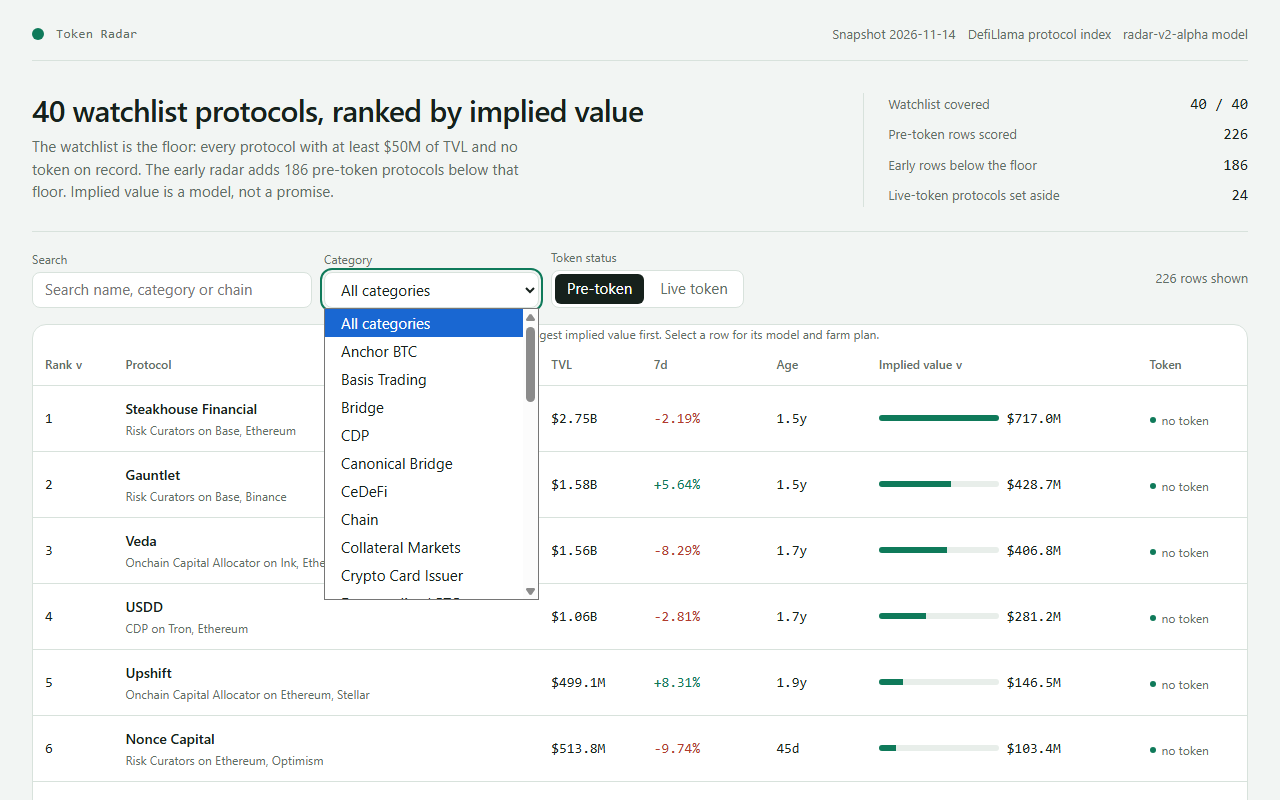 Token Radar
Snapshot 2026-11-14 DefiLlama protocol index radar-v2-alpha model
40 watchlist protocols, ranked by implied value
The watchlist is the floor: every protocol with at least $50M of TVL and no
token on record. The early radar adds 186 pre-token protocols below that
floor. Implied value is a model, not a promise.
Watchlist covered 40 / 40
Pre-token rows scored 226
Early rows below the floor 186
Live-token protocols set aside 24
Search
Search name, category or chain
Category
All categories
Token status
Pre-token Live token
226 rows shown
All categories
Anchor BTC
Basis Trading
Bridge
CDP
Canonical Bridge
CeDeFi
Chain
Collateral Markets
Crypto Card Issuer
gest implied value first. Select a row for its model and farm plan.
Rank v Protocol TVL 7d Age Implied value v Token
1 Steakhouse Financial $2.75B -2.19% 1.5y $717.0M no token
Risk Curators on Base, Ethereum
2 Gauntlet $1.58B +5.64% 1.5y $428.7M no token
Risk Curators on Base, Binance
3 Veda $1.56B -8.29% 1.7y $406.8M no token
Onchain Capital Allocator on Ink, Ethe
4 USDD $1.06B -2.81% 1.7y $281.2M no token
CDP on Tron, Ethereum
5 Upshift $499.1M +8.31% 1.9y $146.5M no token
Onchain Capital Allocator on Ethereum, Stellar
6 Nonce Capital $513.8M -9.74% 45d $103.4M no token
Risk Curators on Ethereum, Optimism